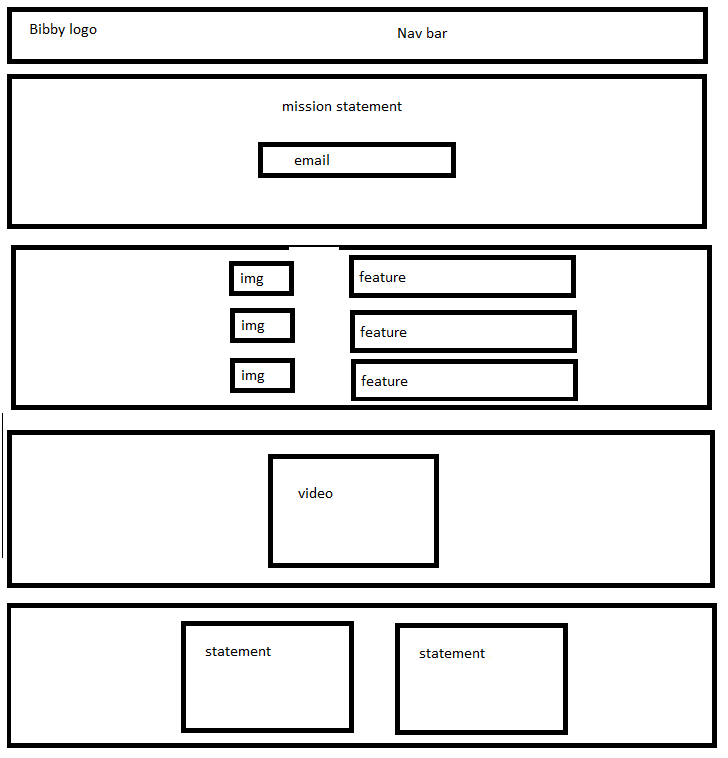 Bibby logo
Nav bar
mission statement
email
img
feature
img
feature
img
feature
video
statement
statement